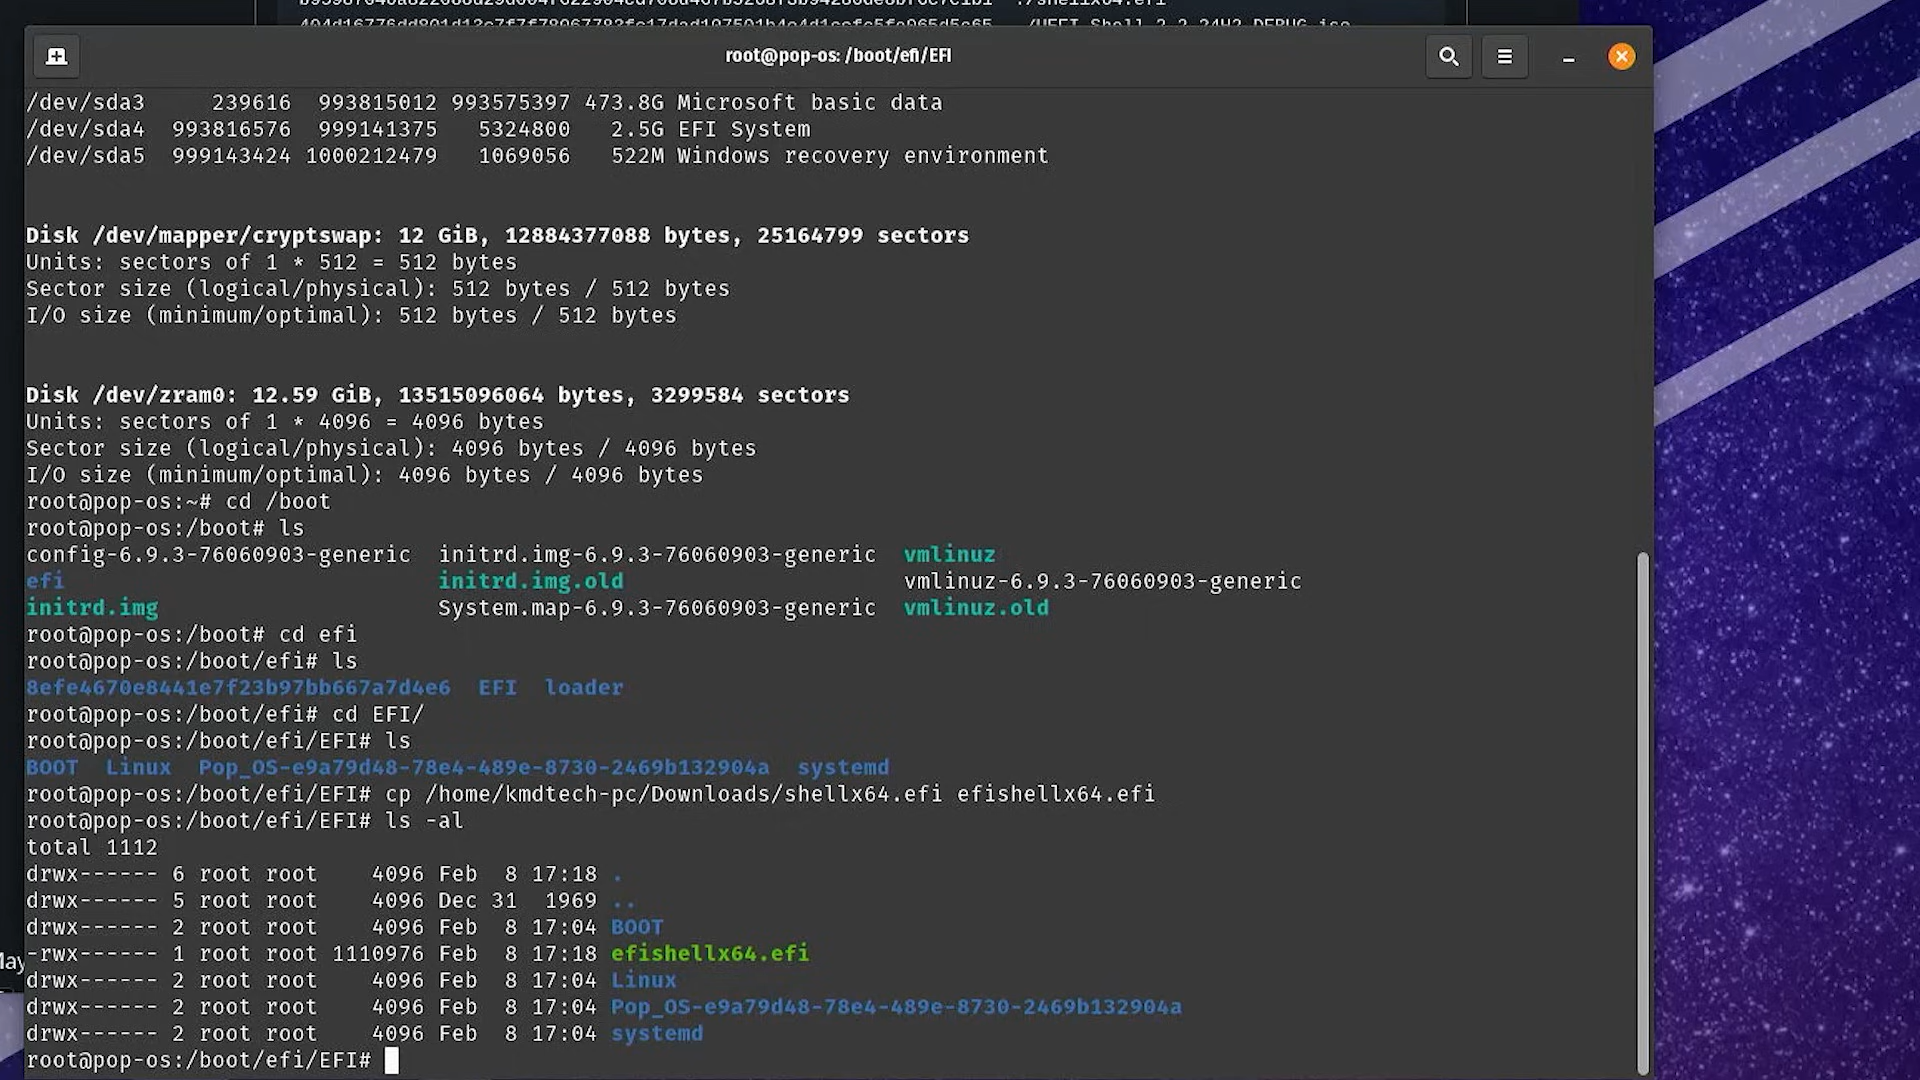 ./UEFI-Shell-2.2-24H2-DEBUG.iso
root@pop-os: /boot/efi/EFI
/dev/sda3 239616 993815012 993575397 473.8G Microsoft basic data
/dev/sda4 993816576 999141375 5324800 2.5G EFI System
/dev/sda5 999143424 1000212479 1069056 522M Windows recovery environment
Disk /dev/mapper/cryptswap: 12 GiB, 12884377088 bytes, 25164799 sectors
Units: sectors of 1 * 512 = 512 bytes
Sector size (logical/physical): 512 bytes / 512 bytes
I/O size (minimum/optimal): 512 bytes / 512 bytes
Disk /dev/zram0: 12.59 GiB, 13515096064 bytes, 3299584 sectors
Units: sectors of 1 * 4096 = 4096 bytes
Sector size (logical/physical): 4096 bytes / 4096 bytes
I/O size (minimum/optimal): 4096 bytes / 4096 bytes
root@pop-os:~# cd /boot
root@pop-os:/boot# ls
config-6.9.3-76060903-generic initrd.img-6.9.3-76060903-generic vmlinuz
efi initrd.img.old vmlinuz-6.9.3-76060903-generic
initrd.img System.map-6.9.3-76060903-generic vmlinuz.old
root@pop-os:/boot# cd efi
root@pop-os:/boot/efi# ls
8efe4670e8441e7f23b97bb667a7d4e6 EFI loader
root@pop-os:/boot/efi# cd EFI/
root@pop-os:/boot/efi/EFI# ls
BOOT Linux Pop_OS-e9a79d48-78e4-489e-8730-2469b132904a systemd
root@pop-os:/boot/efi/EFI# cp /home/kmdtech-pc/Downloads/shellx64.efi efishellx64.efi
root@pop-os:/boot/efi/EFI# ls -al
total 1112
drwx------ 6 root root 4096 Feb 8 17:18 .
drwx------ 5 root root 4096 Dec 31 1969 ..
drwx------ 2 root root 4096 Feb 8 17:04 BOOT
-rwx------ 1 root root 1110976 Feb 8 17:18 efishellx64.efi
drwx------ 2 root root 4096 Feb 8 17:04 Linux
drwx------ 2 root root 4096 Feb 8 17:04 Pop_OS-e9a79d48-78e4-489e-8730-2469b132904a
drwx------ 2 root root 4096 Feb 8 17:04 systemd
root@pop-os:/boot/efi/EFI#